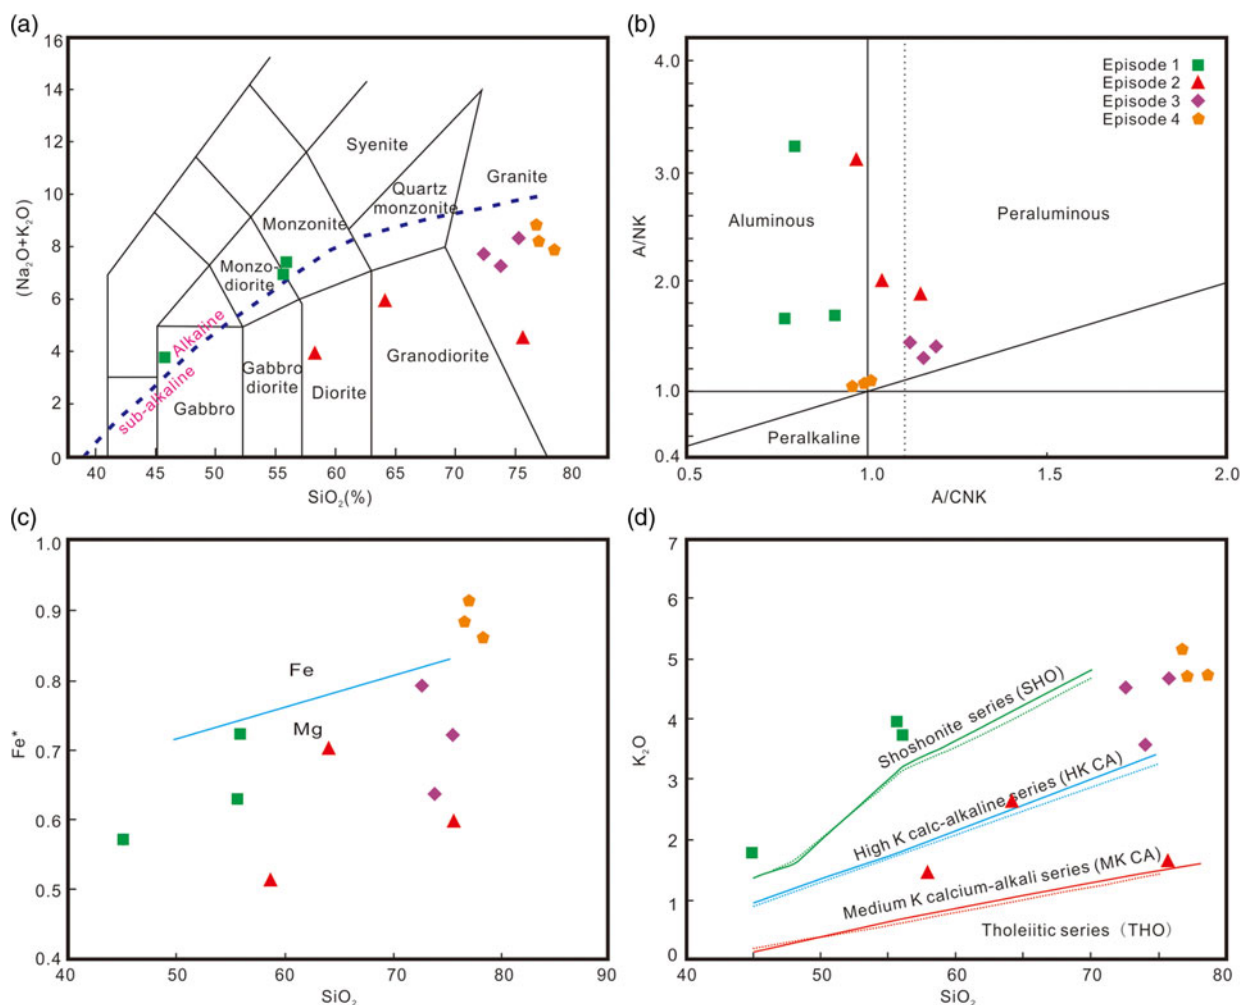 (a)
16
14
12
10
8
6
4
2
0
(Na₂O+K₂O)
Syenite
Quartz
monzonite
Granite
Monzonite
Monzo-
diorite
Alkaline
sub-alkaline
Gabbro
Gabbro
diorite
Diorite
Granodiorite
40
45
50
55
60
65
70
75
80
SiO₂(%)
(b)
4.0
3.0
2.0
1.0
0.4
A/NK
Episode 1
Episode 2
Episode 3
Episode 4
Aluminous
Peraluminous
Peralkaline
0.5
1.0
1.5
2.0
A/CNK
(c)
1.0
0.9
0.8
0.7
0.6
0.5
0.4
Fe*
Fe
Mg
40
50
60
70
80
90
SiO₂
(d)
7
6
5
4
3
2
1
0
K₂O
Shoshonite series (SHO)
High K calc-alkaline series (HK CA)
Medium K calcium-alkali series (MK CA)
Tholeiitic series（THO）
40
50
60
70
80
SiO₂